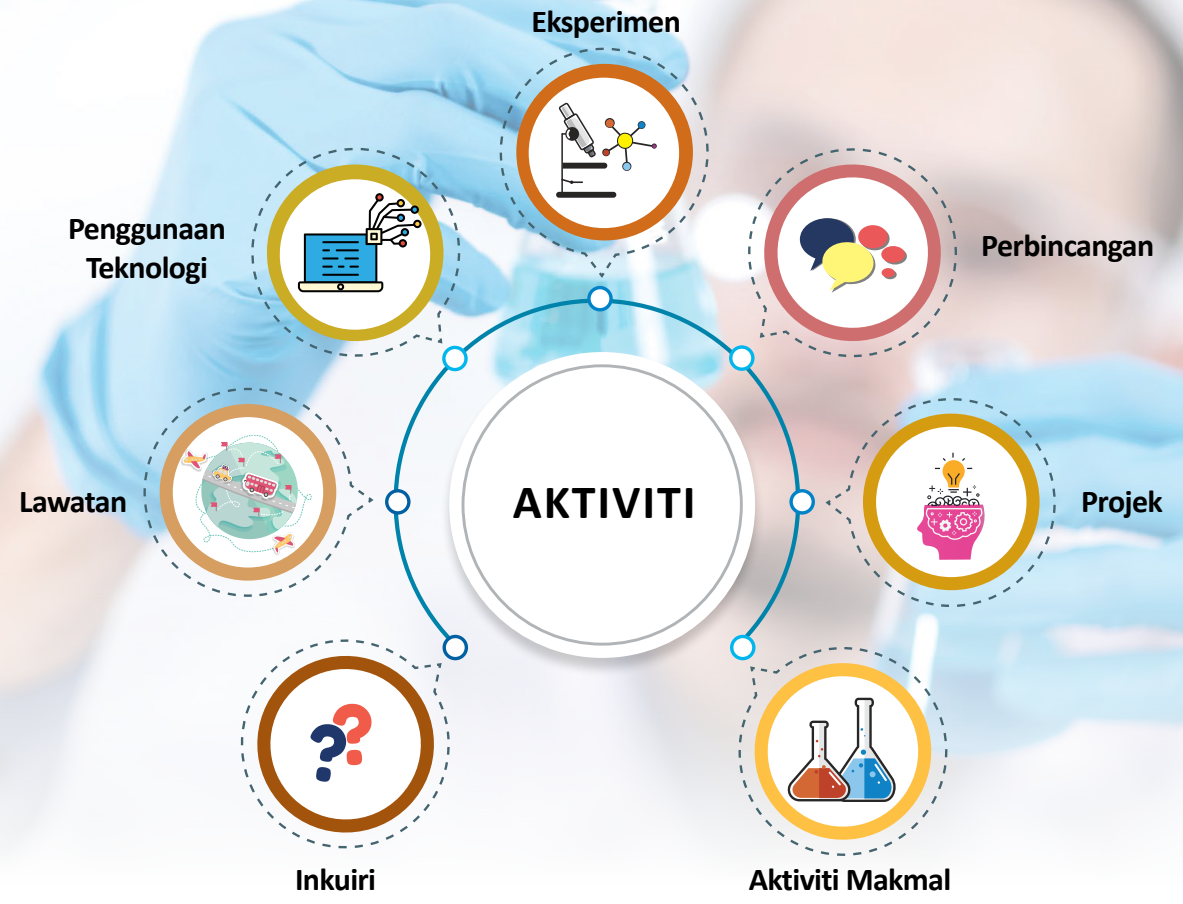 Eksperimen
Penggunaan
Teknologi
Perbincangan
Lawatan
AKTIVITI
Projek
Inkuiri
Aktiviti Makmal